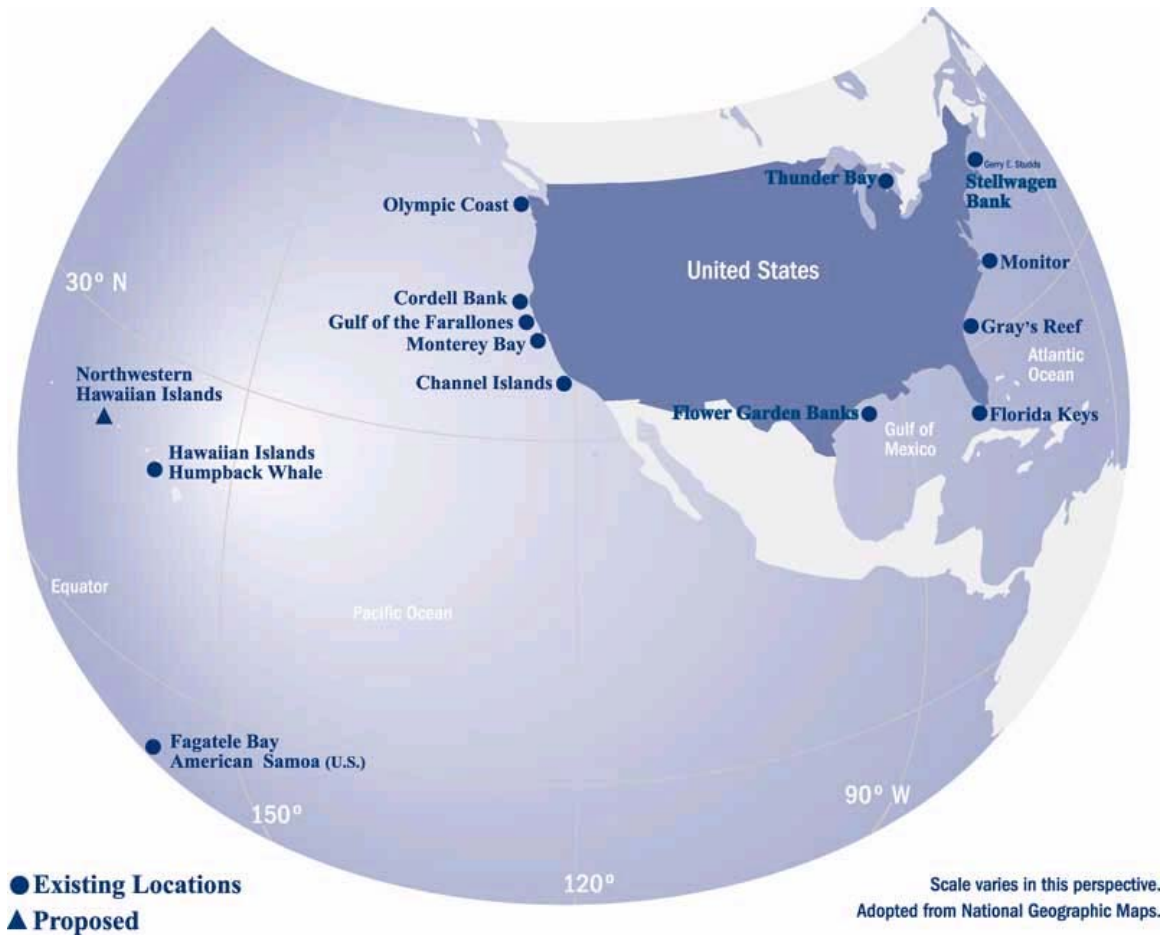 Thunder Bay
Gerry E. Studds
Stellwagen
Bank
Olympic Coast
United States
Monitor
30° N
Cordell Bank
Gulf of the Farallones
Monterey Bay
Gray's Reef
Atlantic
Ocean
Northwestern
Hawaiian Islands
Channel Islands
Flower Garden Banks
Florida Keys
Gulf of
Mexico
Hawaiian Islands
Humpback Whale
Equator
Pacific Ocean
Fagatele Bay
American Samoa (U.S.)
150°
90° W
120°
Existing Locations
Proposed
Scale varies in this perspective.
Adopted from National Geographic Maps.